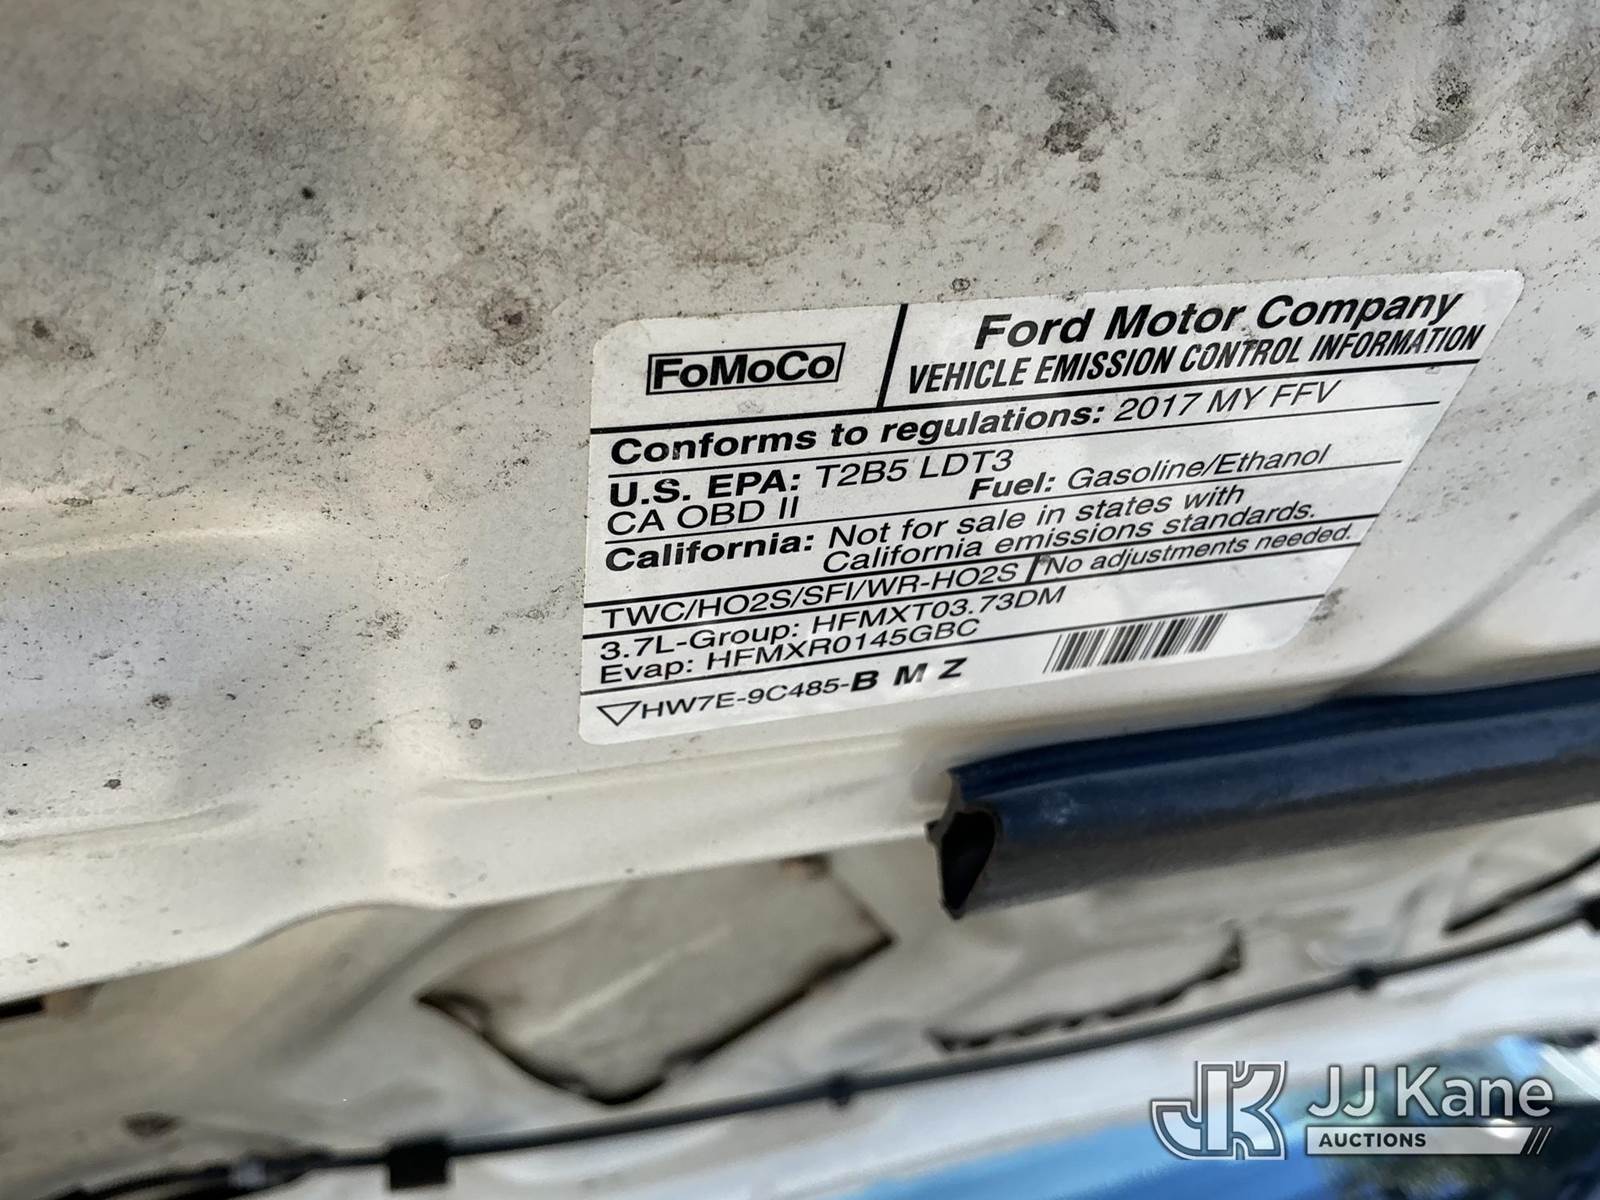 FoMoCo
Ford Motor Company
VEHICLE EMISSION CONTROL INFORMATION
Conforms to regulations: 2017 MY FFV
U.S. EPA: T2B5 LDT3
CA OBD II Fuel: Gasoline/Ethanol
California: Not for sale in states with
California emissions standards.
TWC/HO2S/SFI/WR-HO2S No adjustments needed.
3.7L-Group: HFMXT03.73DM
Evap: HFMXR0145GBC
HW7E-9C485-B M Z
JK JJ Kane
AUCTIONS